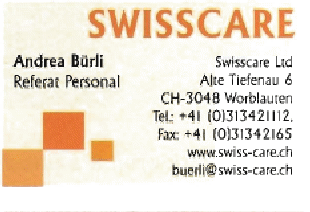 SWISSCARE
Andrea Bürli
Referat Personal
Swisscare Ltd
Alte Tiefenau 6
CH-3048 Worblauten
Tel.: +41 (0)313421112,
Fax: +41 (0)31342165
www.swiss-care.ch
buerli@swiss-care.ch